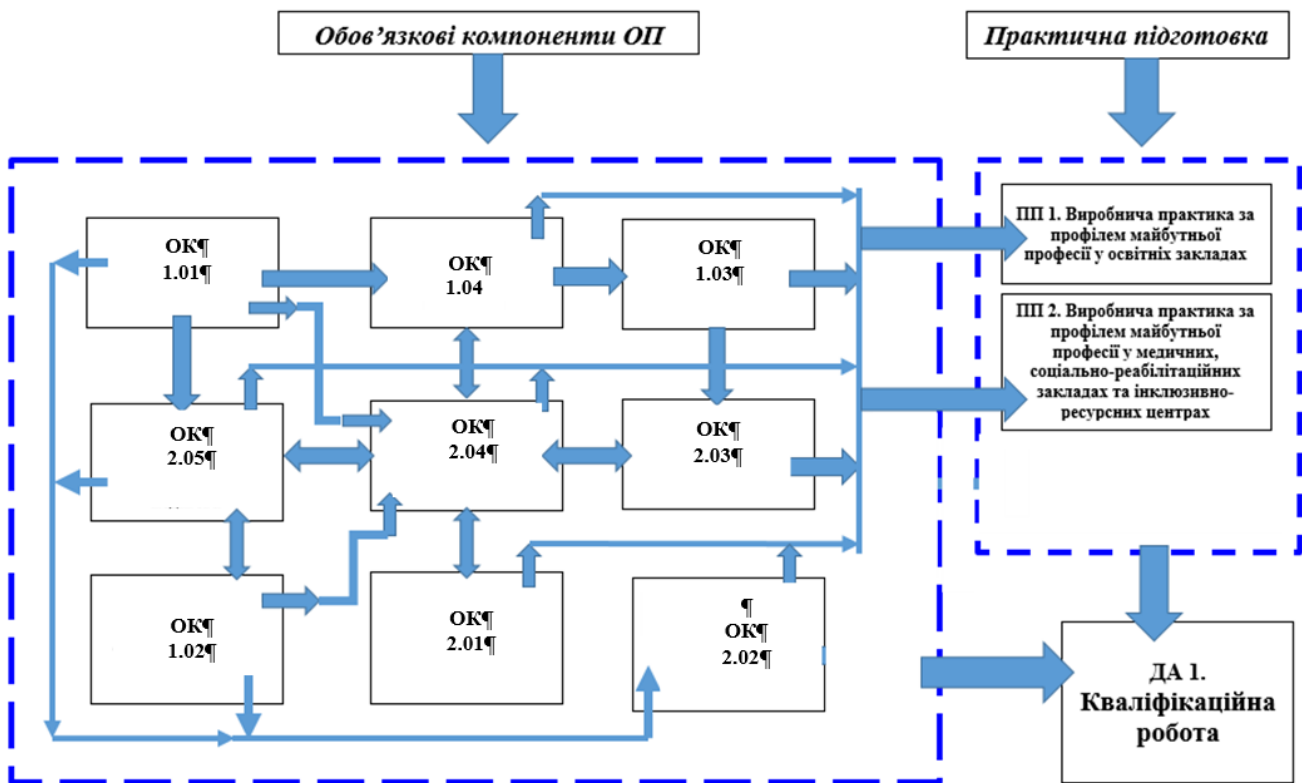 Обов’язкові компоненти ОП
Практична підготовка
ОК¶
1.01¶
ОК¶
1.04
ОК¶
1.03¶
ПП 1. Виробнича практика за
профілем майбутньої
професії у освітніх закладах
ПП 2. Виробнича практика за
профілем майбутньої
професії у медичних,
соціально-реабілітаційних
закладах та інклюзивно-
ресурсних центрах
ОК¶
2.05¶
ОК¶
2.04¶
ОК¶
2.03¶
ОК¶
1.02¶
ОК¶
2.01¶
¶
ОК¶
2.02¶
ДА 1.
Кваліфікаційна
робота